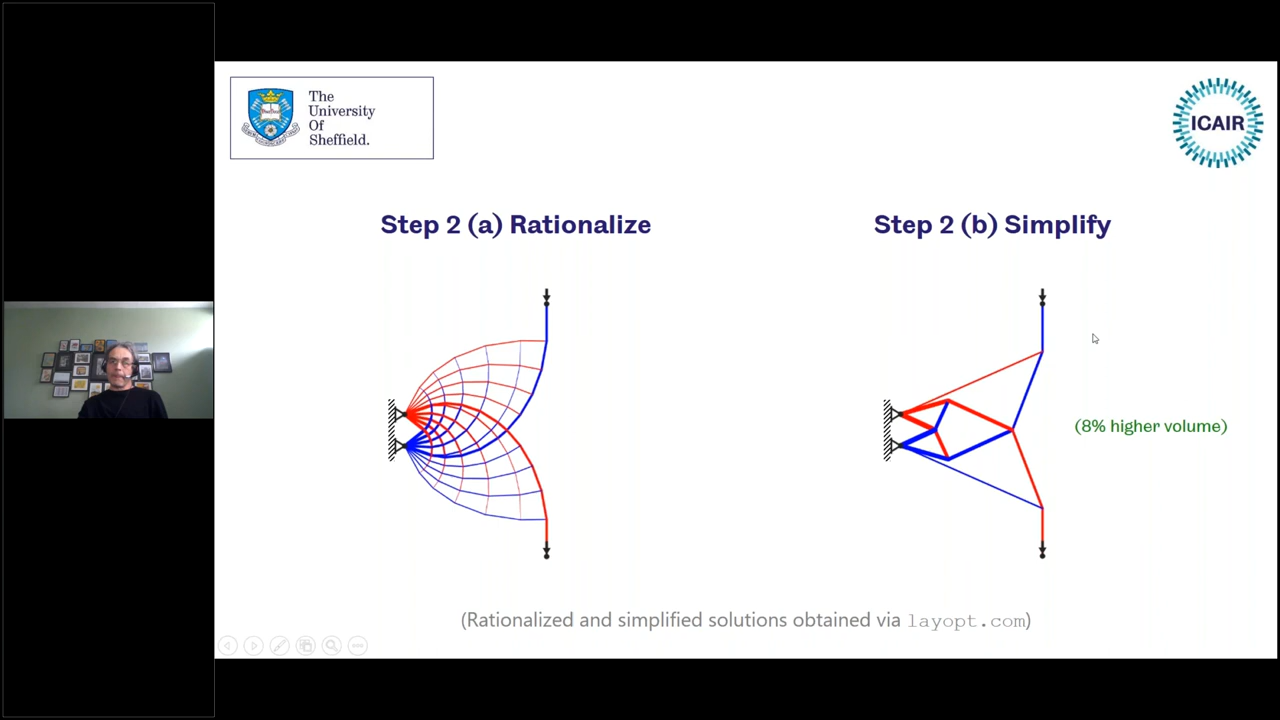 The
University
Of
Sheffield.
ICAIR
Step 2 (a) Rationalize
Step 2 (b) Simplify
(8% higher volume)
(Rationalized and simplified solutions obtained via layopt.com)